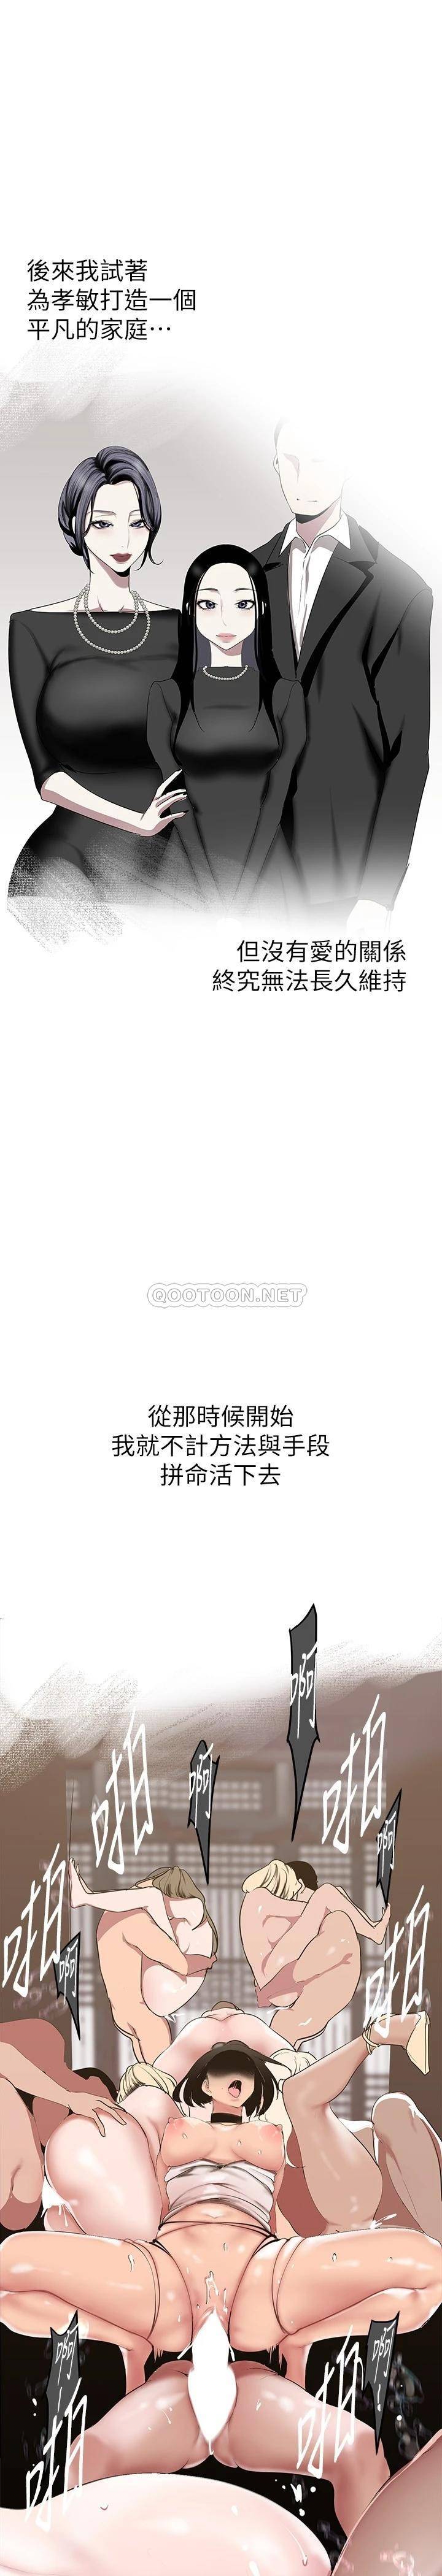 後來我試著
為孝敏打造一個
平凡的家庭⋯
但沒有愛的關係
終究無法長久維持
QOOTOON.NET
從那時候開始
我就不計方法與手段
拼命活下去
啊
啪
啊
啪
啊
啪
啊
啪
啊!
啊!
啪
啪